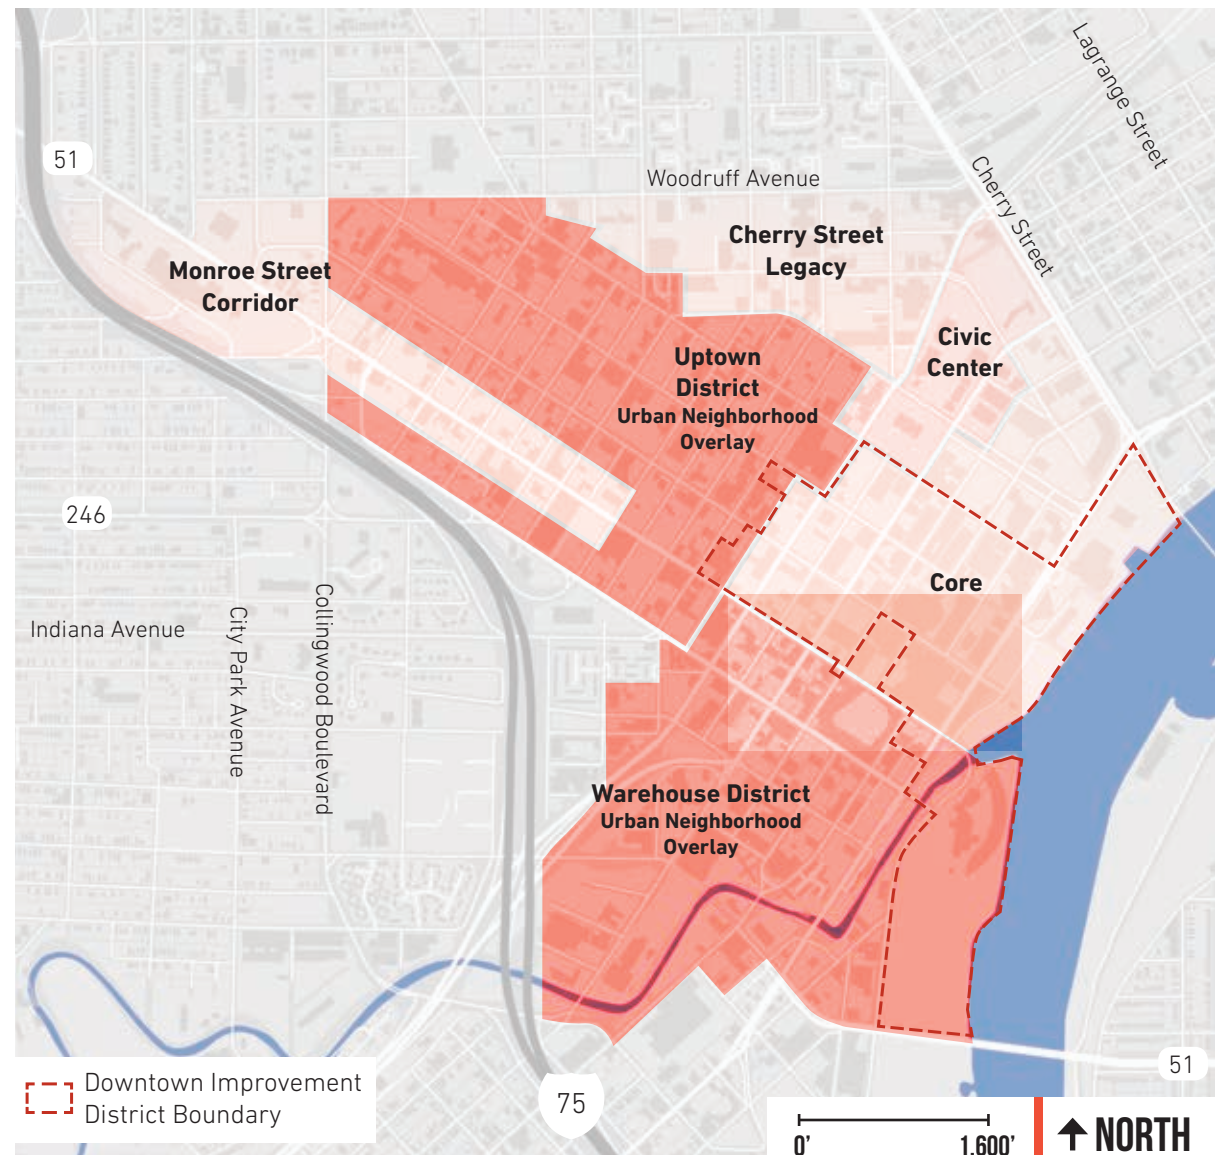 Lagrange Street
51
Woodruff Avenue
Cherry Street
Cherry Street
Legacy
Monroe Street
Corridor
Civic
Center
Uptown
District
Urban Neighborhood
Overlay
246
Core
Indiana Avenue
City Park Avenue
Collingwood Boulevard
Warehouse District
Urban Neighborhood
Overlay
51
Downtown Improvement
District Boundary
75
0'
1,600'
NORTH